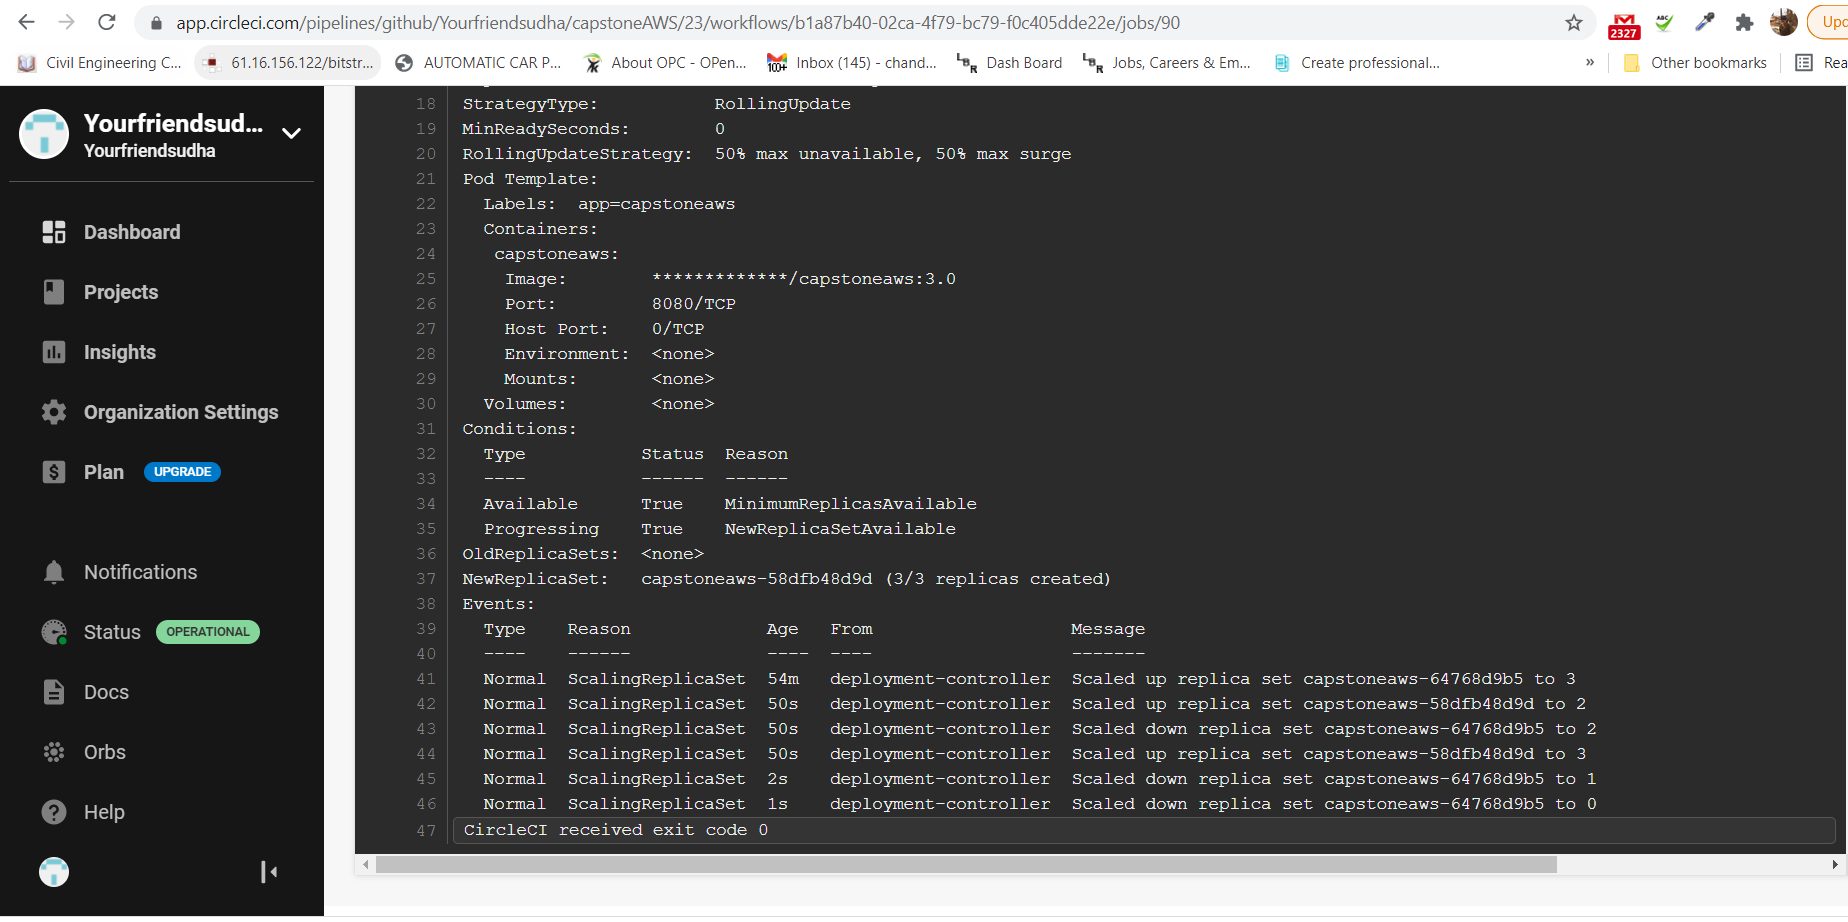 app.circleci.com/pipelines/github/Yourfriendsudha/capstoneAWS/23/workflows/b1a87b40-02ca-4f79-bc79-f0c405dde22e/jobs/90
2327
ABC
Upd
Civil Engineering C...
61.16.156.122/bitstr...
AUTOMATIC CAR P...
About OPC - OPen...
100+
Inbox (145) - chand...
Dash Board
Jobs, Careers & Em...
Create professional...
»
Other bookmarks
Rea
Yourfriendsud...
Yourfriendsudha
Dashboard
Projects
Insights
Organization Settings
Plan UPGRADE
Notifications
Status OPERATIONAL
Docs
Orbs
Help
18 StrategyType: RollingUpdate
19 MinReadySeconds: 0
20 RollingUpdateStrategy: 50% max unavailable, 50% max surge
21 Pod Template:
22 Labels: app=capstoneaws
23 Containers:
24 capstoneaws:
25 Image: *************/capstoneaws:3.0
26 Port: 8080/TCP
27 Host Port: 0/TCP
28 Environment: <none>
29 Mounts: <none>
30 Volumes: <none>
31 Conditions:
32 Type Status Reason
33 ---- ------ ------
34 Available True MinimumReplicasAvailable
35 Progressing True NewReplicaSetAvailable
36 OldReplicaSets: <none>
37 NewReplicaSet: capstoneaws-58dfb48d9d (3/3 replicas created)
38 Events:
39 Type Reason Age From Message
40 ---- ------ ---- ---- -------
41 Normal ScalingReplicaSet 54m deployment-controller Scaled up replica set capstoneaws-64768d9b5 to 3
42 Normal ScalingReplicaSet 50s deployment-controller Scaled up replica set capstoneaws-58dfb48d9d to 2
43 Normal ScalingReplicaSet 50s deployment-controller Scaled down replica set capstoneaws-64768d9b5 to 2
44 Normal ScalingReplicaSet 50s deployment-controller Scaled up replica set capstoneaws-58dfb48d9d to 3
45 Normal ScalingReplicaSet 2s deployment-controller Scaled down replica set capstoneaws-64768d9b5 to 1
46 Normal ScalingReplicaSet 1s deployment-controller Scaled down replica set capstoneaws-64768d9b5 to 0
47 CircleCI received exit code 0